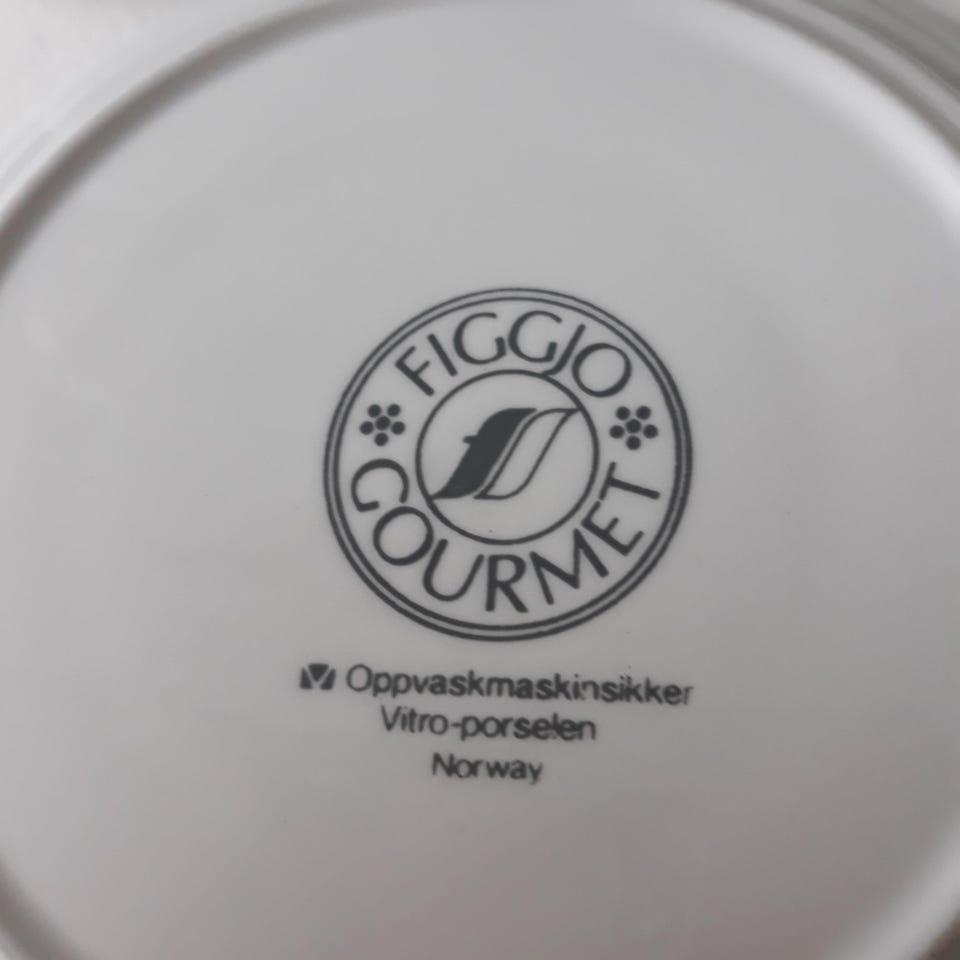 FIGGJO
GOURMET
Oppvaskmaskinsikker
Vitro-porselen
Norway